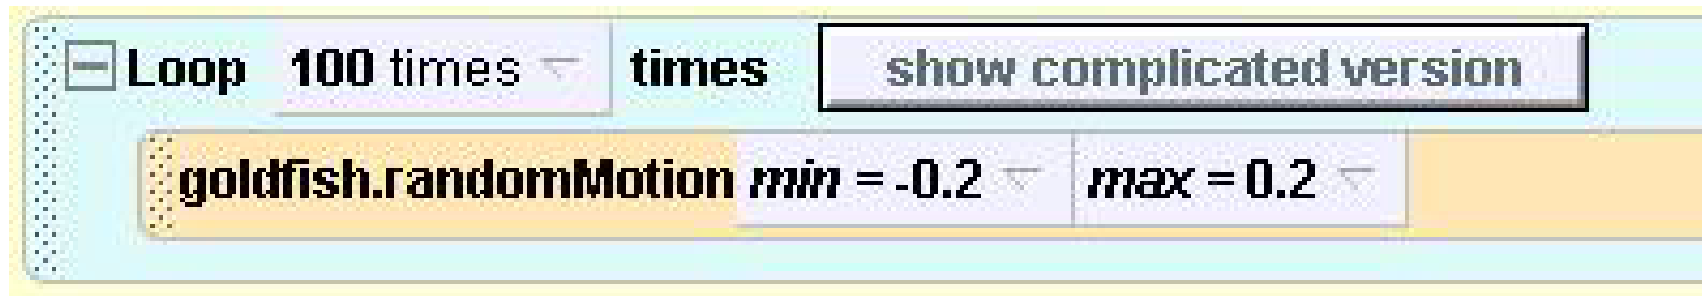 Loop 100 times times show complicated version
goldfish.randomMotion min = -0.2 max = 0.2